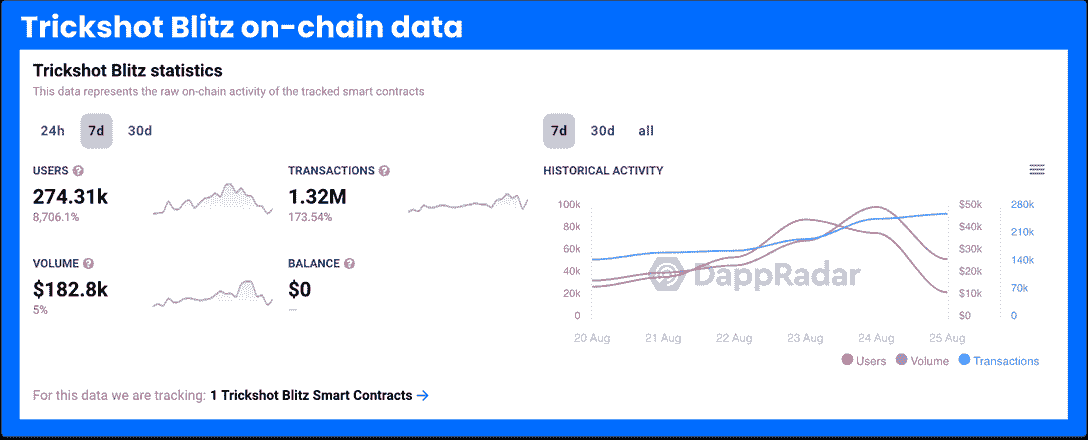 Trickshot Blitz on-chain data
Trickshot Blitz statistics
This data represents the raw on-chain activity of the tracked smart contracts
24h 7d 30d
7d 30d all
USERS ?
274.31k
8,706.1%
TRANSACTIONS ?
1.32M
173.54%
VOLUME ?
$182.8k
5%
BALANCE ?
$0
—
HISTORICAL ACTIVITY
100k $50k 280k
80k $40k 210k
60k $30k
40k $20k 140k
20k $10k 70k
0 $0 0
DappRadar
20 Aug 21 Aug 22 Aug 23 Aug 24 Aug 25 Aug
Users Volume Transactions
For this data we are tracking: 1 Trickshot Blitz Smart Contracts →